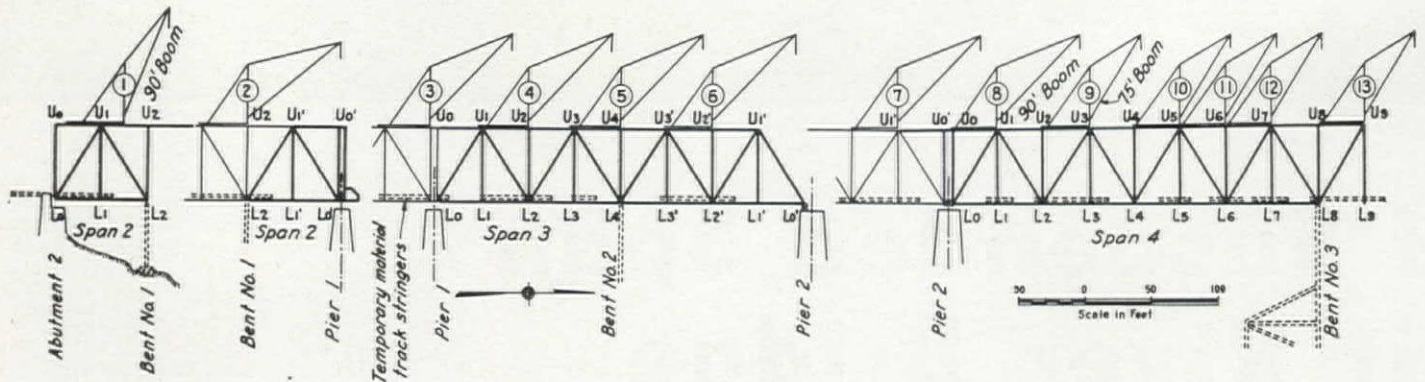 1 2 3 4 5 6 7 8 9 10 11 12 13
90' Boom
90' Boom 75' Boom
U0 U1 U2 U2 U1' U0' U0 U1 U2 U3 U4 U3' U2' U1' U1' U0' U0 U1 U2 U3 U4 U5 U6 U7 U8 U9
L0 L1 L2 L2 L1' L0' L0 L1 L2 L3 L4 L3' L2' L1' L0' L0 L1 L2 L3 L4 L5 L6 L7 L8 L9
Span 2 Span 2 Span 3 Span 4
Abutment 2
Bent No. 1
Bent No. 1
Pier 1
Temporary material
track stringers
Pier 1
Bent No. 2
Pier 2
Pier 2
50 0 50 100
Scale in Feet
Bent No. 3